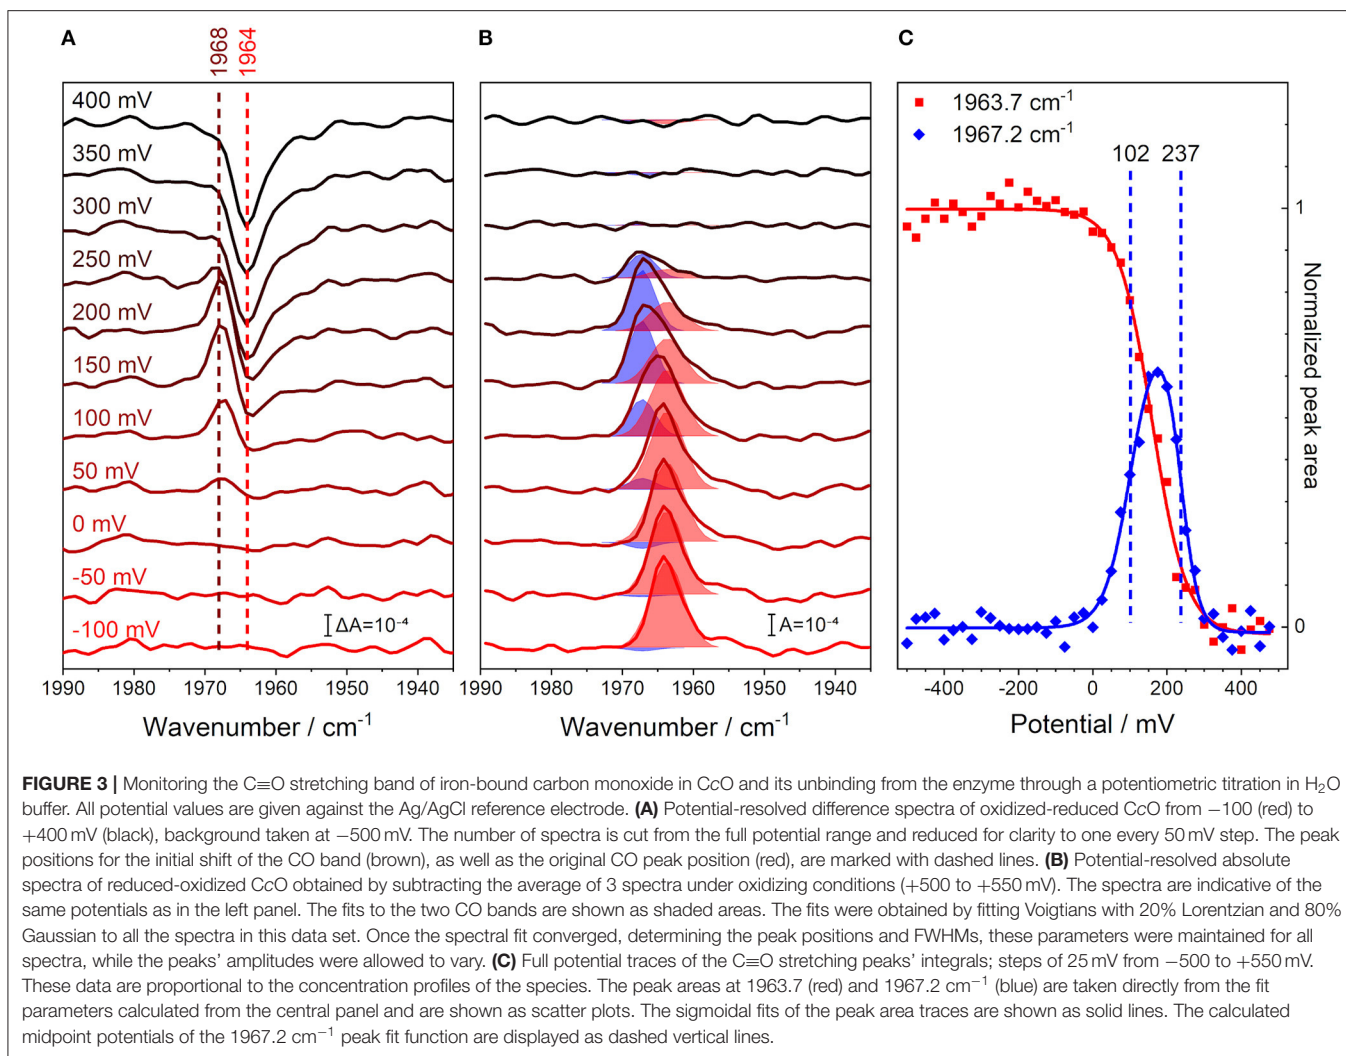 A
B
C
1968
1964
400 mV
350 mV
300 mV
250 mV
200 mV
150 mV
100 mV
50 mV
0 mV
-50 mV
-100 mV
ΔA=10⁻⁴
1990 1980 1970 1960 1950 1940
Wavenumber / cm⁻¹
A=10⁻⁴
1990 1980 1970 1960 1950 1940
Wavenumber / cm⁻¹
1963.7 cm⁻¹
1967.2 cm⁻¹
102 237
1
0
Normalized peak area
-400 -200 0 200 400
Potential / mV
FIGURE 3 | Monitoring the C≡O stretching band of iron-bound carbon monoxide in CcO and its unbinding from the enzyme through a potentiometric titration in H₂O
buffer. All potential values are given against the Ag/AgCl reference electrode. (A) Potential-resolved difference spectra of oxidized-reduced CcO from −100 (red) to
+400 mV (black), background taken at −500 mV. The number of spectra is cut from the full potential range and reduced for clarity to one every 50 mV step. The peak
positions for the initial shift of the CO band (brown), as well as the original CO peak position (red), are marked with dashed lines. (B) Potential-resolved absolute
spectra of reduced-oxidized CcO obtained by subtracting the average of 3 spectra under oxidizing conditions (+500 to +550 mV). The spectra are indicative of the
same potentials as in the left panel. The fits to the two CO bands are shown as shaded areas. The fits were obtained by fitting Voigtians with 20% Lorentzian and 80%
Gaussian to all the spectra in this data set. Once the spectral fit converged, determining the peak positions and FWHMs, these parameters were maintained for all
spectra, while the peaks' amplitudes were allowed to vary. (C) Full potential traces of the C≡O stretching peaks' integrals; steps of 25 mV from −500 to +550 mV.
These data are proportional to the concentration profiles of the species. The peak areas at 1963.7 (red) and 1967.2 cm⁻¹ (blue) are taken directly from the fit
parameters calculated from the central panel and are shown as scatter plots. The sigmoidal fits of the peak area traces are shown as solid lines. The calculated
midpoint potentials of the 1967.2 cm⁻¹ peak fit function are displayed as dashed vertical lines.